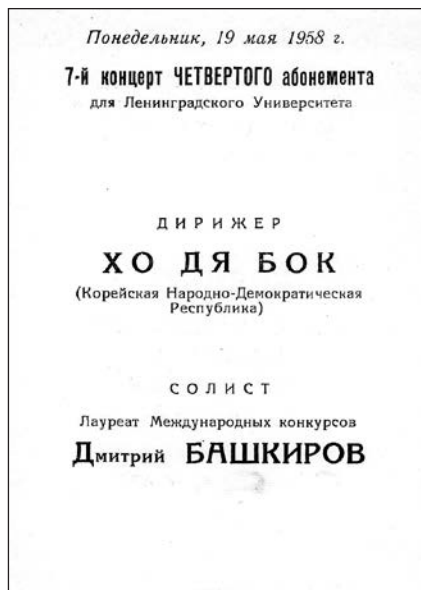 Понедельник, 19 мая 1958 г.
7-й концерт ЧЕТВЕРТОГО абонемента
для Ленинградского Университета
ДИРИЖЕР
ХО ДЯ БОК
(Корейская Народно-Демократическая
Республика)
СОЛИСТ
Лауреат Международных конкурсов
Дмитрий БАШКИРОВ